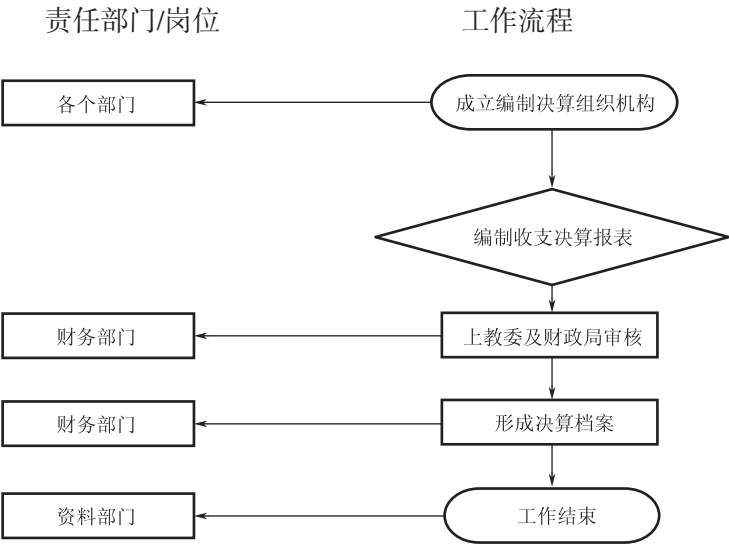 责任部门/岗位 工作流程
各个部门 成立编制决算组织机构
编制收支决算报表
财务部门 上教委及财政局审核
财务部门 形成决算档案
资料部门 工作结束